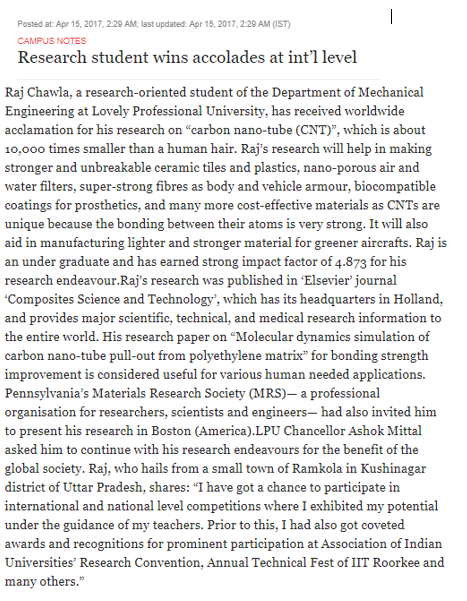 Posted at: Apr 15, 2017, 2:29 AM; last updated: Apr 15, 2017, 2:29 AM (IST)
CAMPUS NOTES
Research student wins accolades at int’l level
Raj Chawla, a research-oriented student of the Department of Mechanical
Engineering at Lovely Professional University, has received worldwide
acclamation for his research on “carbon nano-tube (CNT)”, which is about
10,000 times smaller than a human hair. Raj’s research will help in making
stronger and unbreakable ceramic tiles and plastics, nano-porous air and
water filters, super-strong fibres as body and vehicle armour, biocompatible
coatings for prosthetics, and many more cost-effective materials as CNTs are
unique because the bonding between their atoms is very strong. It will also
aid in manufacturing lighter and stronger material for greener aircrafts. Raj is
an under graduate and has earned strong impact factor of 4.873 for his
research endeavour.Raj’s research was published in ‘Elsevier’ journal
‘Composites Science and Technology’, which has its headquarters in Holland,
and provides major scientific, technical, and medical research information to
the entire world. His research paper on “Molecular dynamics simulation of
carbon nano-tube pull-out from polyethylene matrix” for bonding strength
improvement is considered useful for various human needed applications.
Pennsylvania’s Materials Research Society (MRS)— a professional
organisation for researchers, scientists and engineers— had also invited him
to present his research in Boston (America).LPU Chancellor Ashok Mittal
asked him to continue with his research endeavours for the benefit of the
global society. Raj, who hails from a small town of Ramkola in Kushinagar
district of Uttar Pradesh, shares: “I have got a chance to participate in
international and national level competitions where I exhibited my potential
under the guidance of my teachers. Prior to this, I had also got coveted
awards and recognitions for prominent participation at Association of Indian
Universities’ Research Convention, Annual Technical Fest of IIT Roorkee and
many others.”